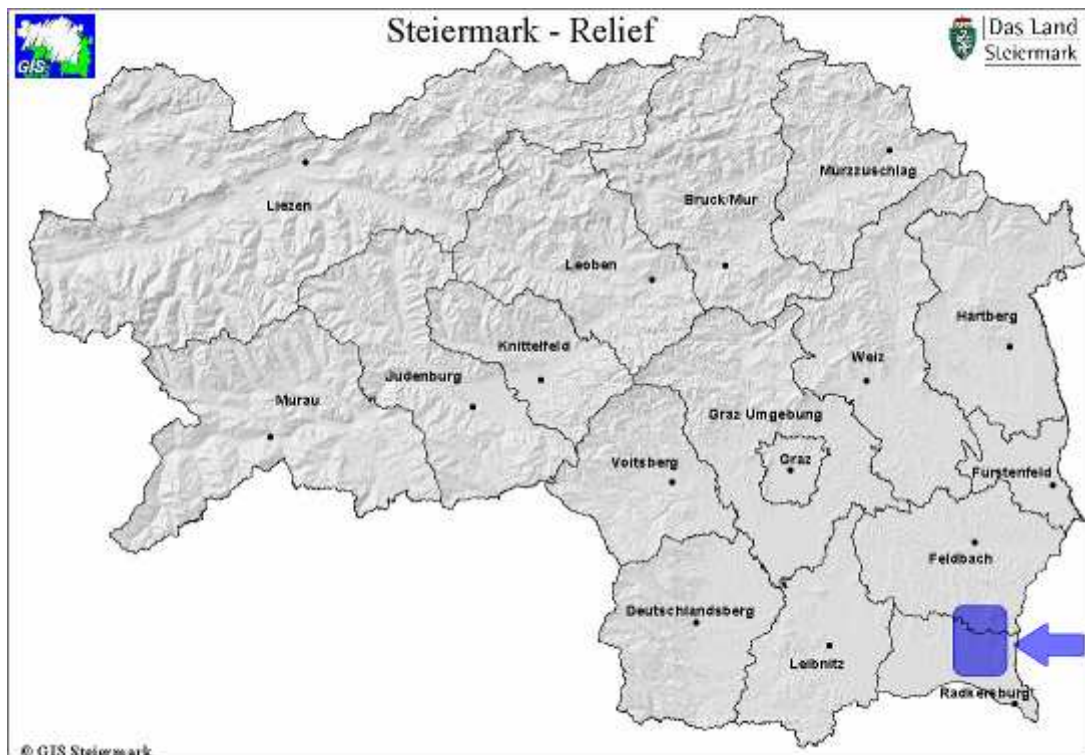 Steiermark - Relief
GIS
Das Land
Steiermark
Murzzuschlag
Bruck/Mur
Liezen
Leoben
Hartberg
Knittelfeld
Weiz
Judenburg
Murau
Graz Umgebung
Voitsberg
Graz
Furstenfeld
Feldbach
Deutschlandsberg
Leibnitz
Radkersburg
© GIS Steiermark